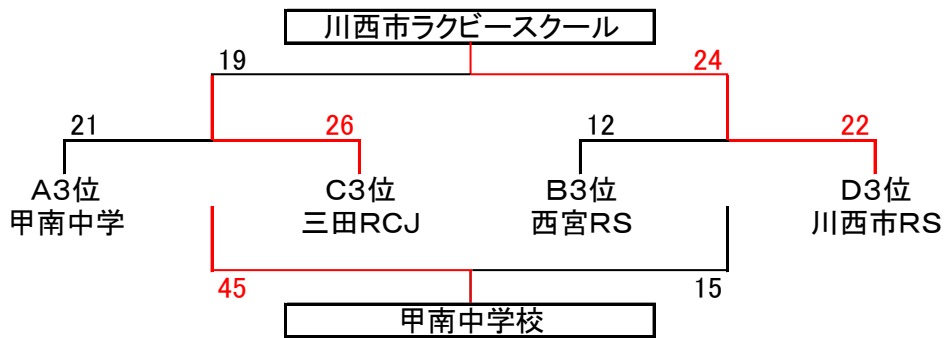 川西市ラクビースクール
19 24
21 26 12 22
A3位 C3位 B3位 D3位
甲南中学 三田RCJ 西宮RS 川西市RS
45 15
甲南中学校